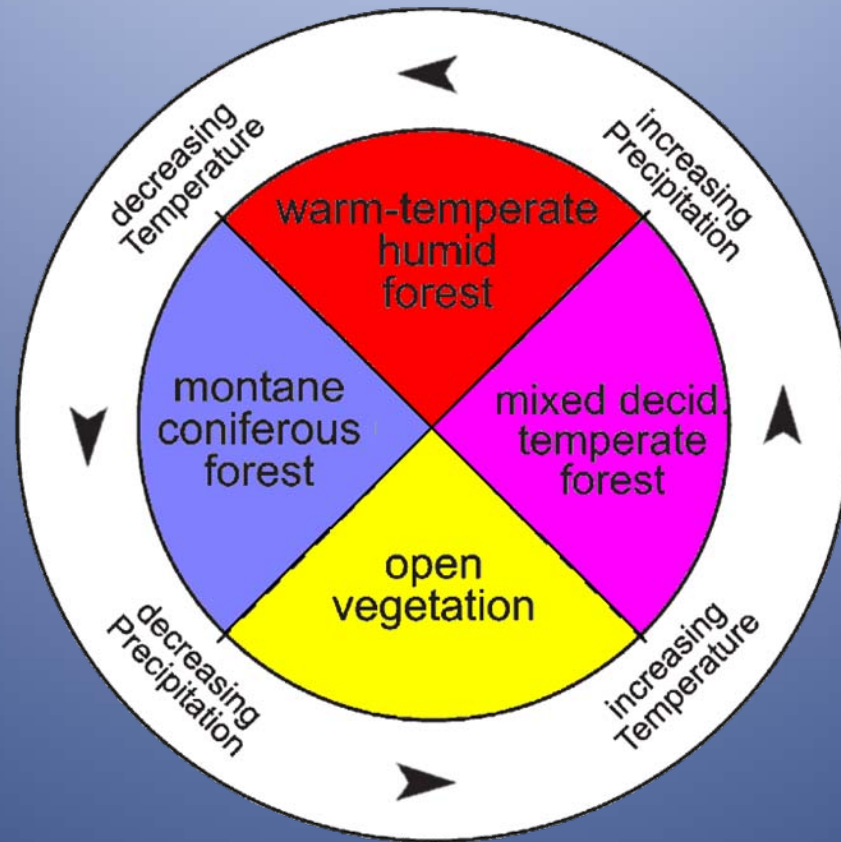 decreasing
Temperature
increasing
Precipitation
warm-temperate
humid
forest
montane
coniferous
forest
mixed decid.
temperate
forest
open
vegetation
decreasing
Precipitation
increasing
Temperature